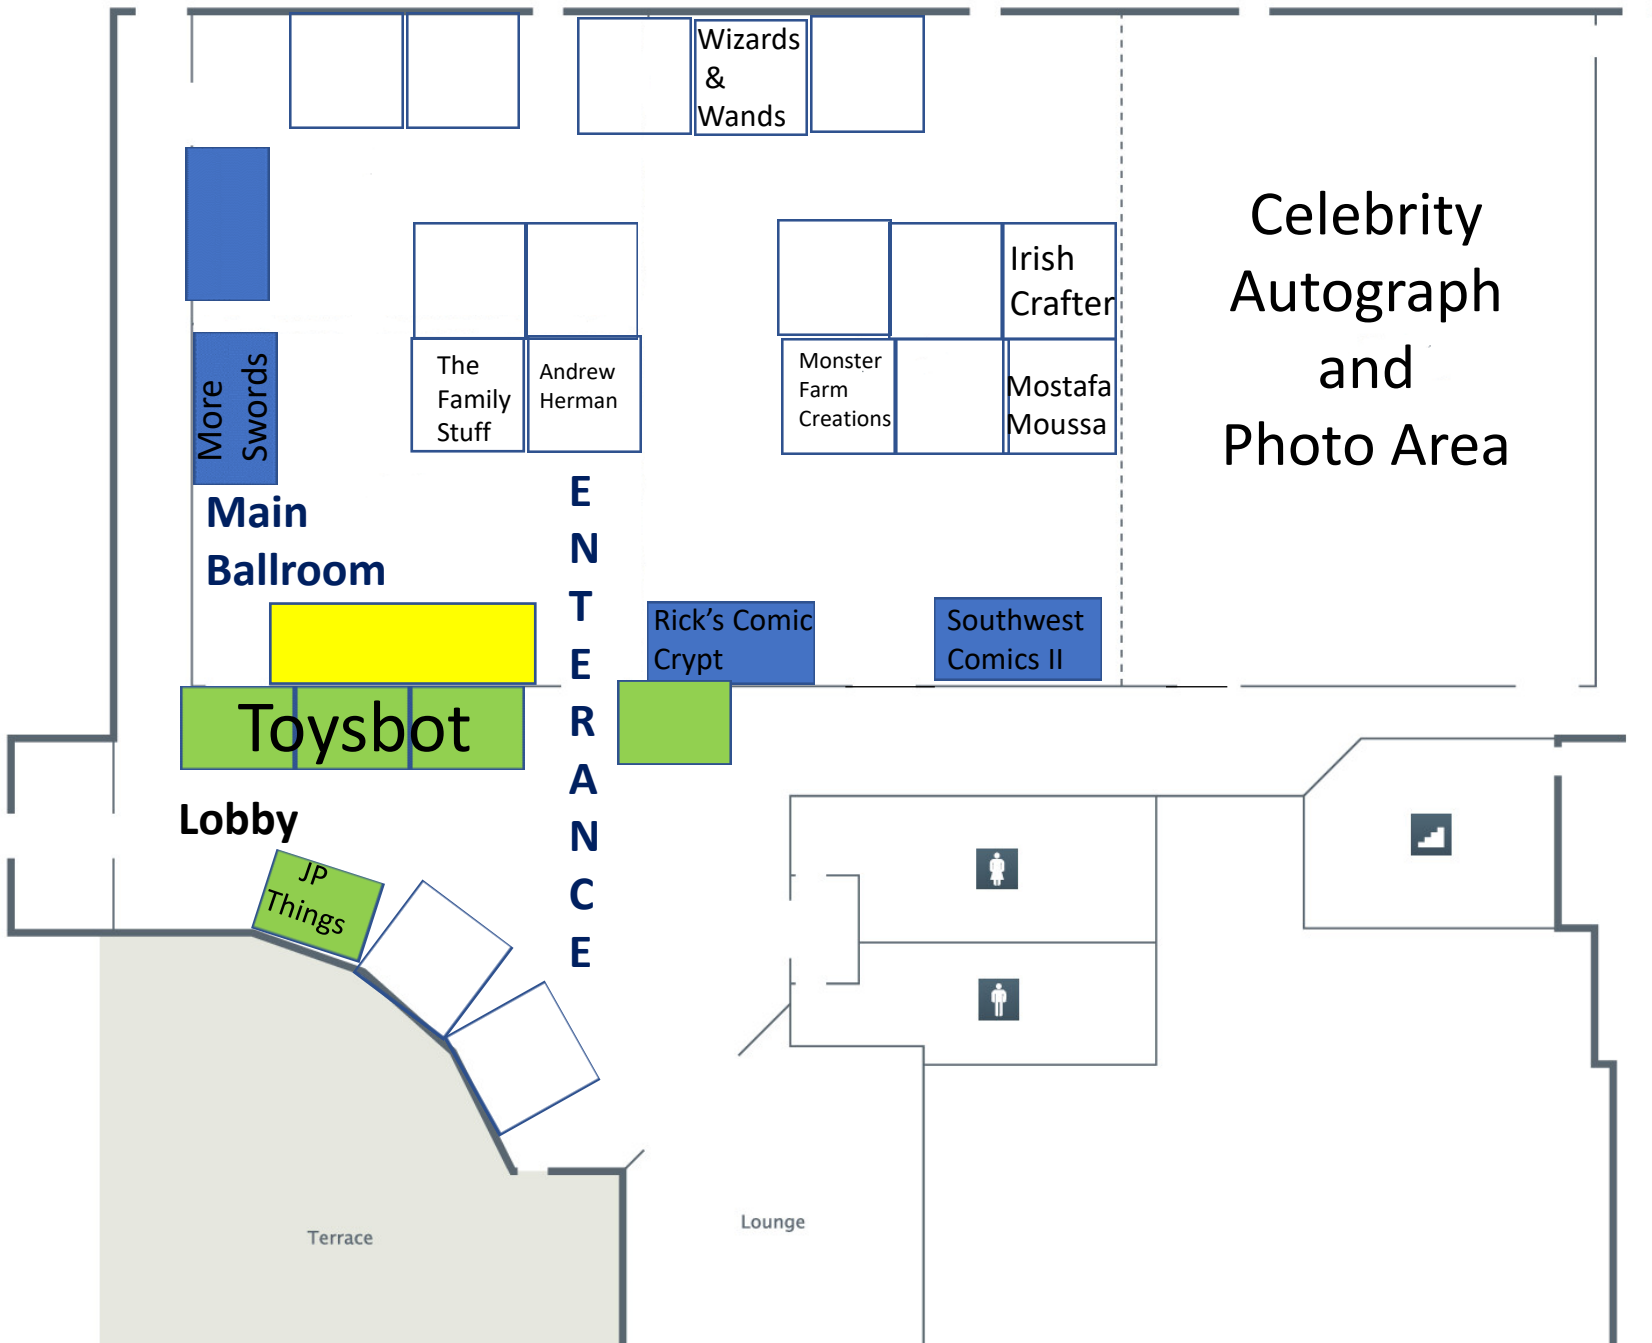 Wizards
&
Wands
Celebrity
Autograph
and
Photo Area
Irish
Crafter
The
Family
Stuff
Andrew
Herman
Monster
Farm
Creations
Mostafa
Moussa
More
Swords
Main
Ballroom
ENTERANCE
Rick's Comic
Crypt
Southwest
Comics II
Toysbot
Lobby
JP
Things
Terrace
Lounge